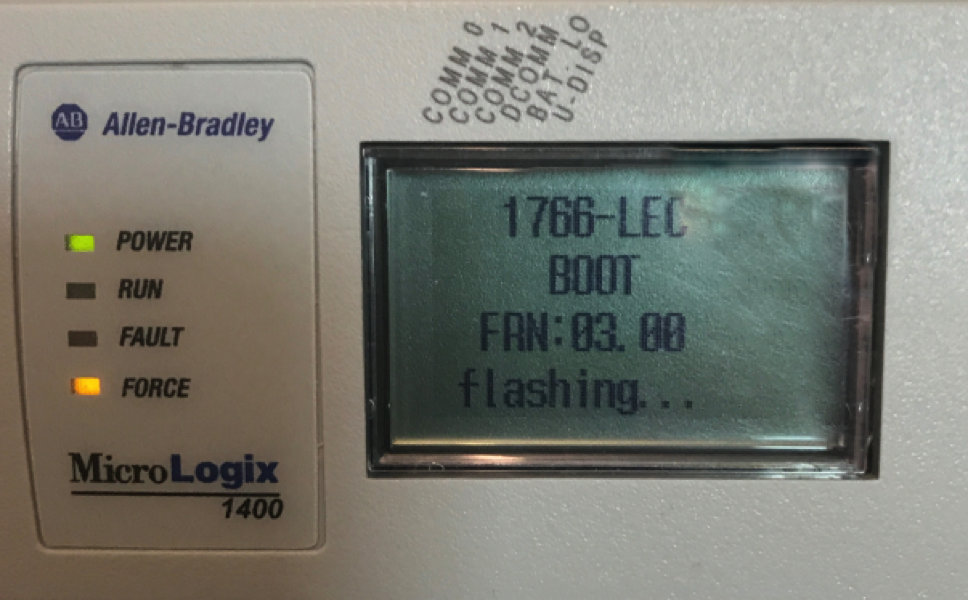 COMM 0
COMM 1
COMM 2
DCOMM
BAT. LO
U-DISP
AB Allen-Bradley
POWER
RUN
FAULT
FORCE
MicroLogix
1400
1766-LEC
BOOT
FRN:03.00
flashing...